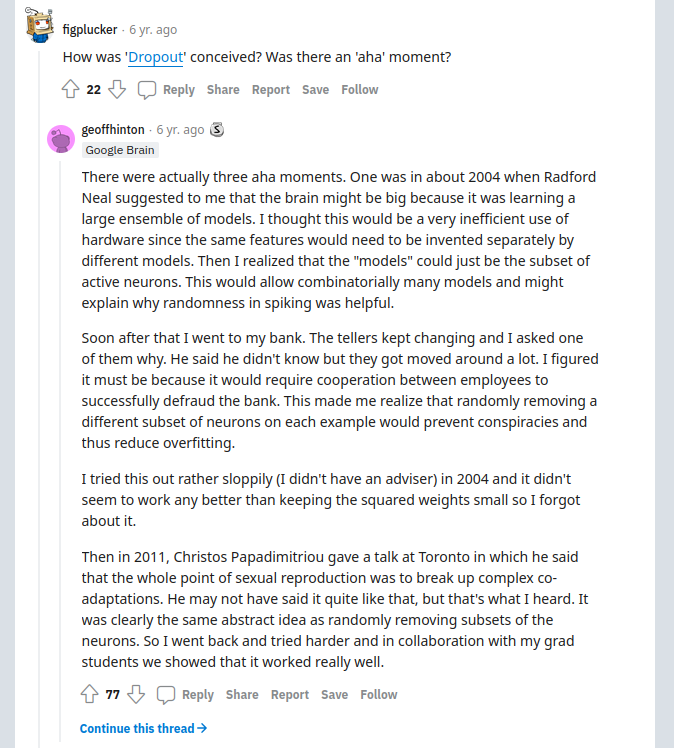 figplucker · 6 yr. ago
How was 'Dropout' conceived? Was there an 'aha' moment?
22 Reply Share Report Save Follow
geoffhinton · 6 yr. ago
Google Brain
There were actually three aha moments. One was in about 2004 when Radford
Neal suggested to me that the brain might be big because it was learning a
large ensemble of models. I thought this would be a very inefficient use of
hardware since the same features would need to be invented separately by
different models. Then I realized that the "models" could just be the subset of
active neurons. This would allow combinatorially many models and might
explain why randomness in spiking was helpful.
Soon after that I went to my bank. The tellers kept changing and I asked one
of them why. He said he didn't know but they got moved around a lot. I figured
it must be because it would require cooperation between employees to
successfully defraud the bank. This made me realize that randomly removing a
different subset of neurons on each example would prevent conspiracies and
thus reduce overfitting.
I tried this out rather sloppily (I didn't have an adviser) in 2004 and it didn't
seem to work any better than keeping the squared weights small so I forgot
about it.
Then in 2011, Christos Papadimitriou gave a talk at Toronto in which he said
that the whole point of sexual reproduction was to break up complex co-
adaptations. He may not have said it quite like that, but that's what I heard. It
was clearly the same abstract idea as randomly removing subsets of the
neurons. So I went back and tried harder and in collaboration with my grad
students we showed that it worked really well.
77 Reply Share Report Save Follow
Continue this thread→